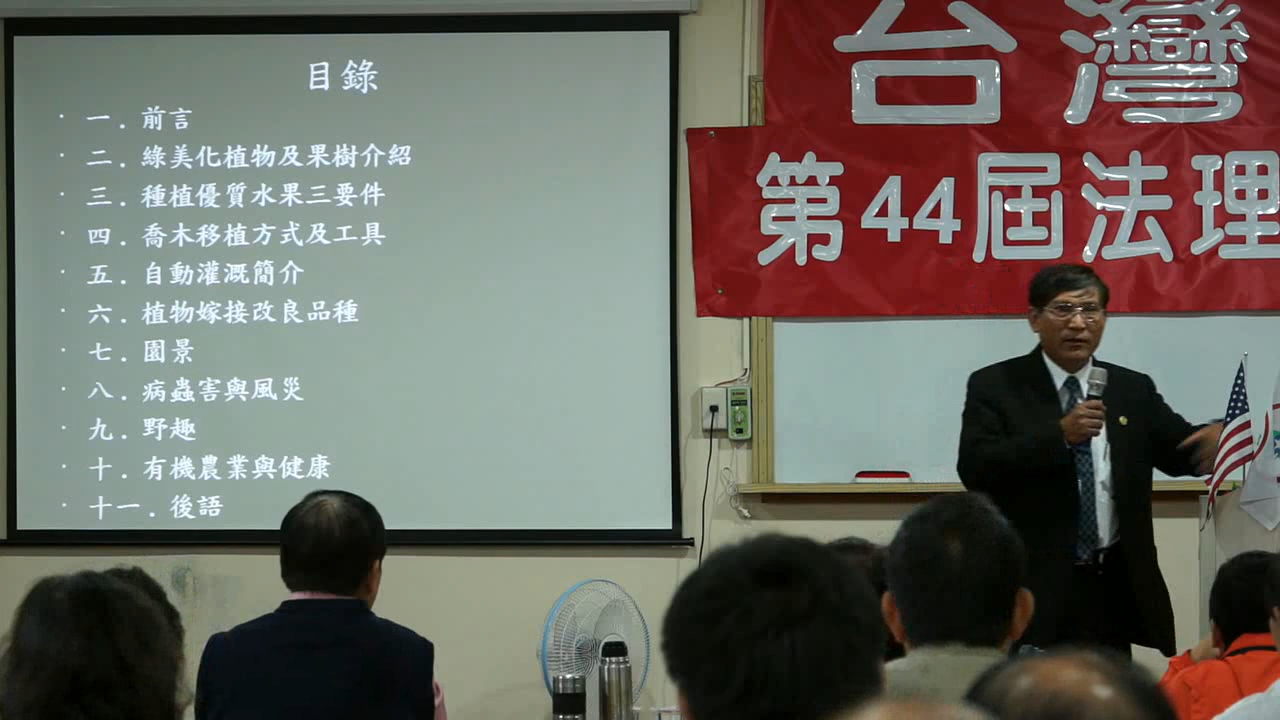 目錄
· 一．前言
· 二．綠美化植物及果樹介紹
· 三．種植優質水果三要件
· 四．喬木移植方式及工具
· 五．自動灌溉簡介
· 六．植物嫁接改良品種
· 七．園景
· 八．病蟲害與風災
· 九．野趣
· 十．有機農業與健康
· 十一．後語
台灣
第44屆法理